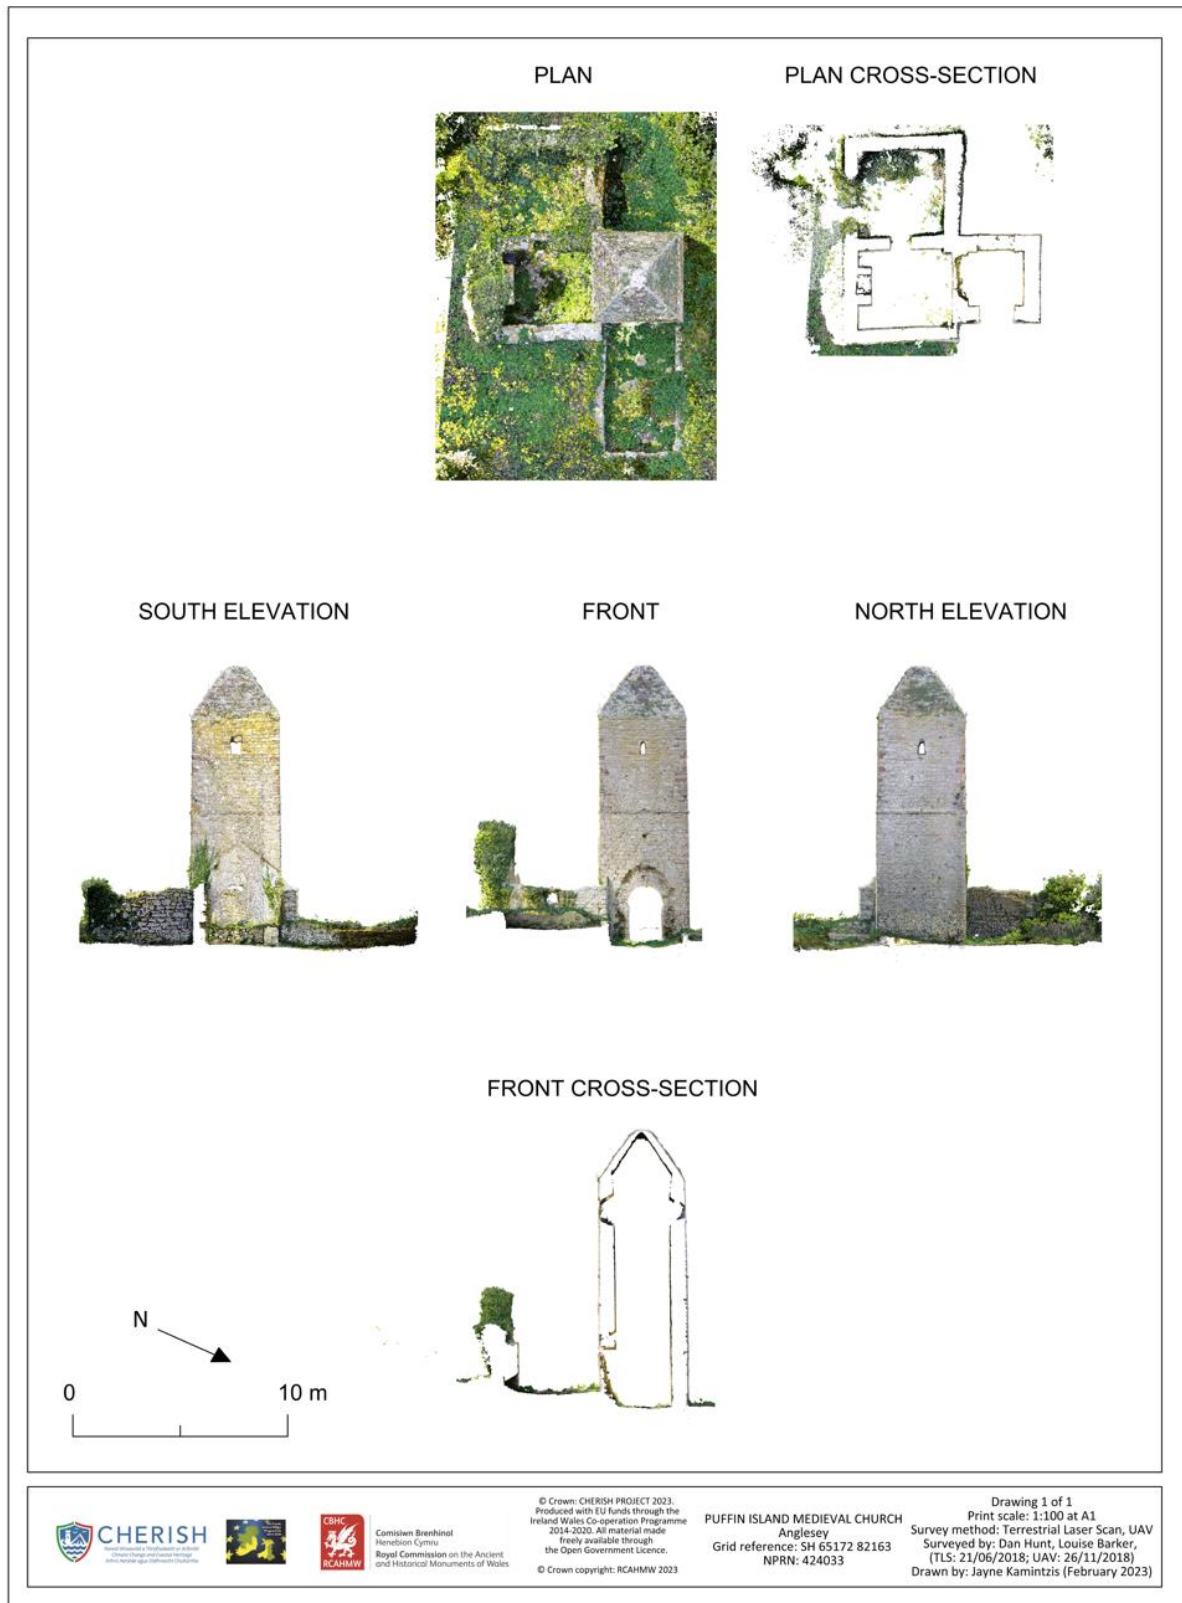 PLAN
PLAN CROSS-SECTION
SOUTH ELEVATION
FRONT
NORTH ELEVATION
FRONT CROSS-SECTION
N
0 10 m
CHERISH
Climate Change and Coastal Heritage
CBHC
RCAHMW
Comisiwn Brenhinol
Henebion Cymru
Royal Commission on the Ancient
and Historical Monuments of Wales
© Crown: CHERISH PROJECT 2023.
Produced with EU funds through the
Ireland Wales Co-operation Programme
2014-2020. All material made
freely available through
the Open Government Licence.
© Crown copyright: RCAHMW 2023
PUFFIN ISLAND MEDIEVAL CHURCH
Anglesey
Grid reference: SH 65172 82163
NPRN: 424033
Drawing 1 of 1
Print scale: 1:100 at A1
Survey method: Terrestrial Laser Scan, UAV
Surveyed by: Dan Hunt, Louise Barker,
(TLS: 21/06/2018; UAV: 26/11/2018)
Drawn by: Jayne Kamintzis (February 2023)